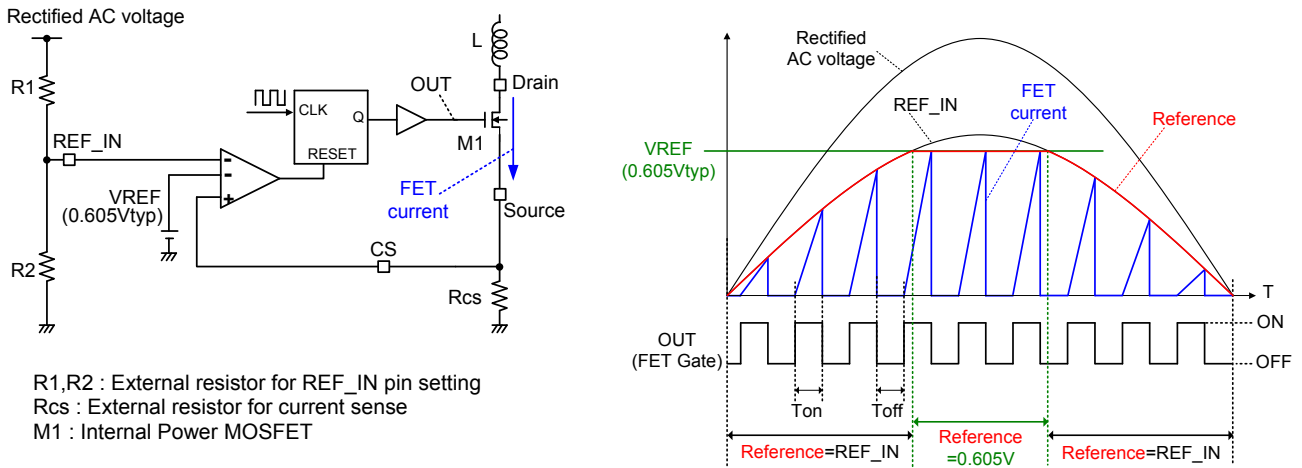 Rectified AC voltage
R1
REF_IN
VREF
(0.605Vtyp)
R2
CLK
Q
RESET
OUT
L
Drain
M1
FET
current
Source
CS
Rcs
R1,R2 : External resistor for REF_IN pin setting
Rcs : External resistor for current sense
M1 : Internal Power MOSFET
Rectified
AC voltage
REF_IN
FET
current
Reference
VREF
(0.605Vtyp)
T
OUT
(FET Gate)
ON
OFF
Ton
Toff
Reference=REF_IN
Reference
=0.605V
Reference=REF_IN